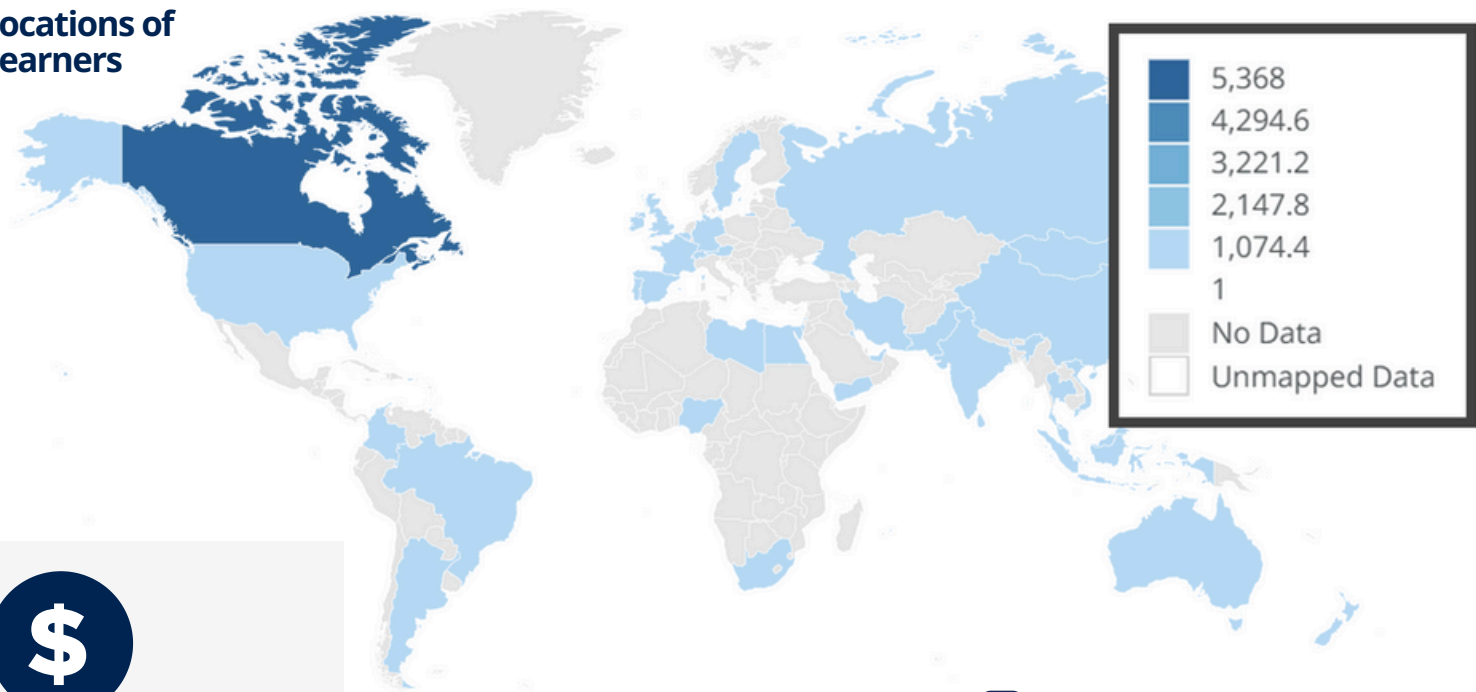 ocations of
earners
5,368
4,294.6
3,221.2
2,147.8
1,074.4
1
No Data
Unmapped Data
$